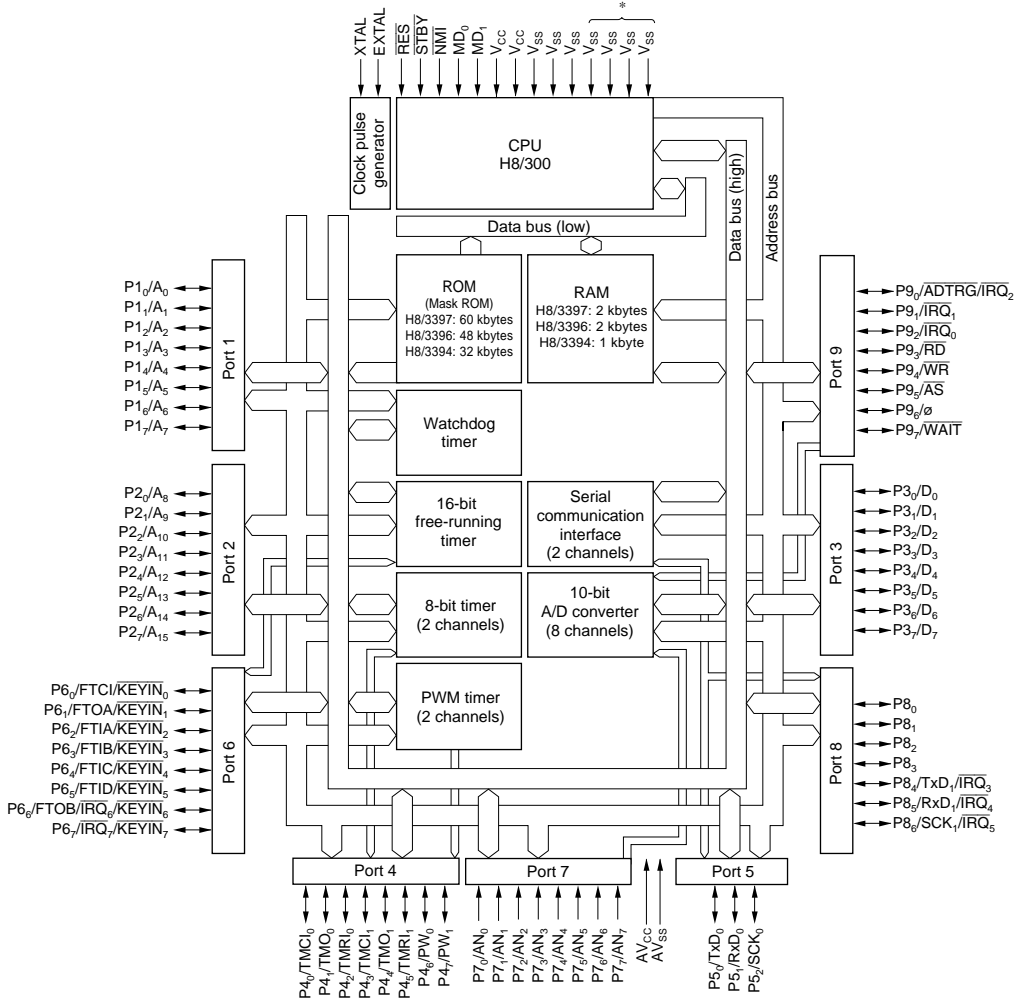 *
XTAL
EXTAL
RES
STBY
NMI
MD0
MD1
VCC
VCC
VSS
VSS
VSS
VSS
VSS
VSS
VSS
Clock pulse
generator
CPU
H8/300
Data bus (low)
Data bus (high)
Address bus
ROM
(Mask ROM)
H8/3397: 60 kbytes
H8/3396: 48 kbytes
H8/3394: 32 kbytes
RAM
H8/3397: 2 kbytes
H8/3396: 2 kbytes
H8/3394: 1 kbyte
Watchdog
timer
16-bit
free-running
timer
Serial
communication
interface
(2 channels)
8-bit timer
(2 channels)
10-bit
A/D converter
(8 channels)
PWM timer
(2 channels)
Port 1
P10/A0
P11/A1
P12/A2
P13/A3
P14/A4
P15/A5
P16/A6
P17/A7
Port 2
P20/A8
P21/A9
P22/A10
P23/A11
P24/A12
P25/A13
P26/A14
P27/A15
Port 6
P60/FTCI/KEYIN0
P61/FTOA/KEYIN1
P62/FTIA/KEYIN2
P63/FTIB/KEYIN3
P64/FTIC/KEYIN4
P65/FTID/KEYIN5
P66/FTOB/IRQ6/KEYIN6
P67/IRQ7/KEYIN7
Port 9
P90/ADTRG/IRQ2
P91/IRQ1
P92/IRQ0
P93/RD
P94/WR
P95/AS
P96/ø
P97/WAIT
Port 3
P30/D0
P31/D1
P32/D2
P33/D3
P34/D4
P35/D5
P36/D6
P37/D7
Port 8
P80
P81
P82
P83
P84/TxD1/IRQ3
P85/RxD1/IRQ4
P86/SCK1/IRQ5
Port 4
P40/TMCI0
P41/TMO0
P42/TMRI0
P43/TMCI1
P44/TMO1
P45/TMRI1
P46/PW0
P47/PW1
Port 7
P70/AN0
P71/AN1
P72/AN2
P73/AN3
P74/AN4
P75/AN5
P76/AN6
P77/AN7
AVCC
AVSS
Port 5
P50/TxD0
P51/RxD0
P52/SCK0